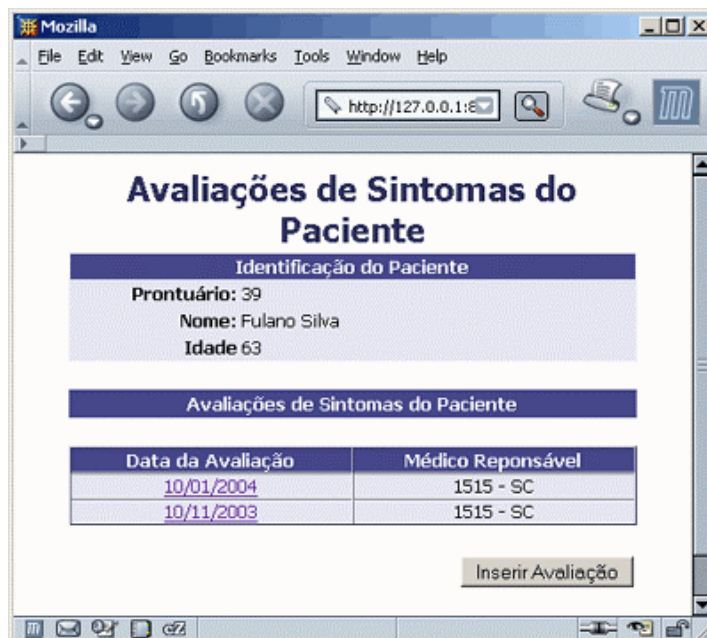 Mozilla
File Edit View Go Bookmarks Tools Window Help
http://127.0.0.1:8
Avaliações de Sintomas do
Paciente
Identificação do Paciente
Prontuário: 39
Nome: Fulano Silva
Idade 63
Avaliações de Sintomas do Paciente
Data da Avaliação Médico Reponsável
10/01/2004 1515 - SC
10/11/2003 1515 - SC
Inserir Avaliação